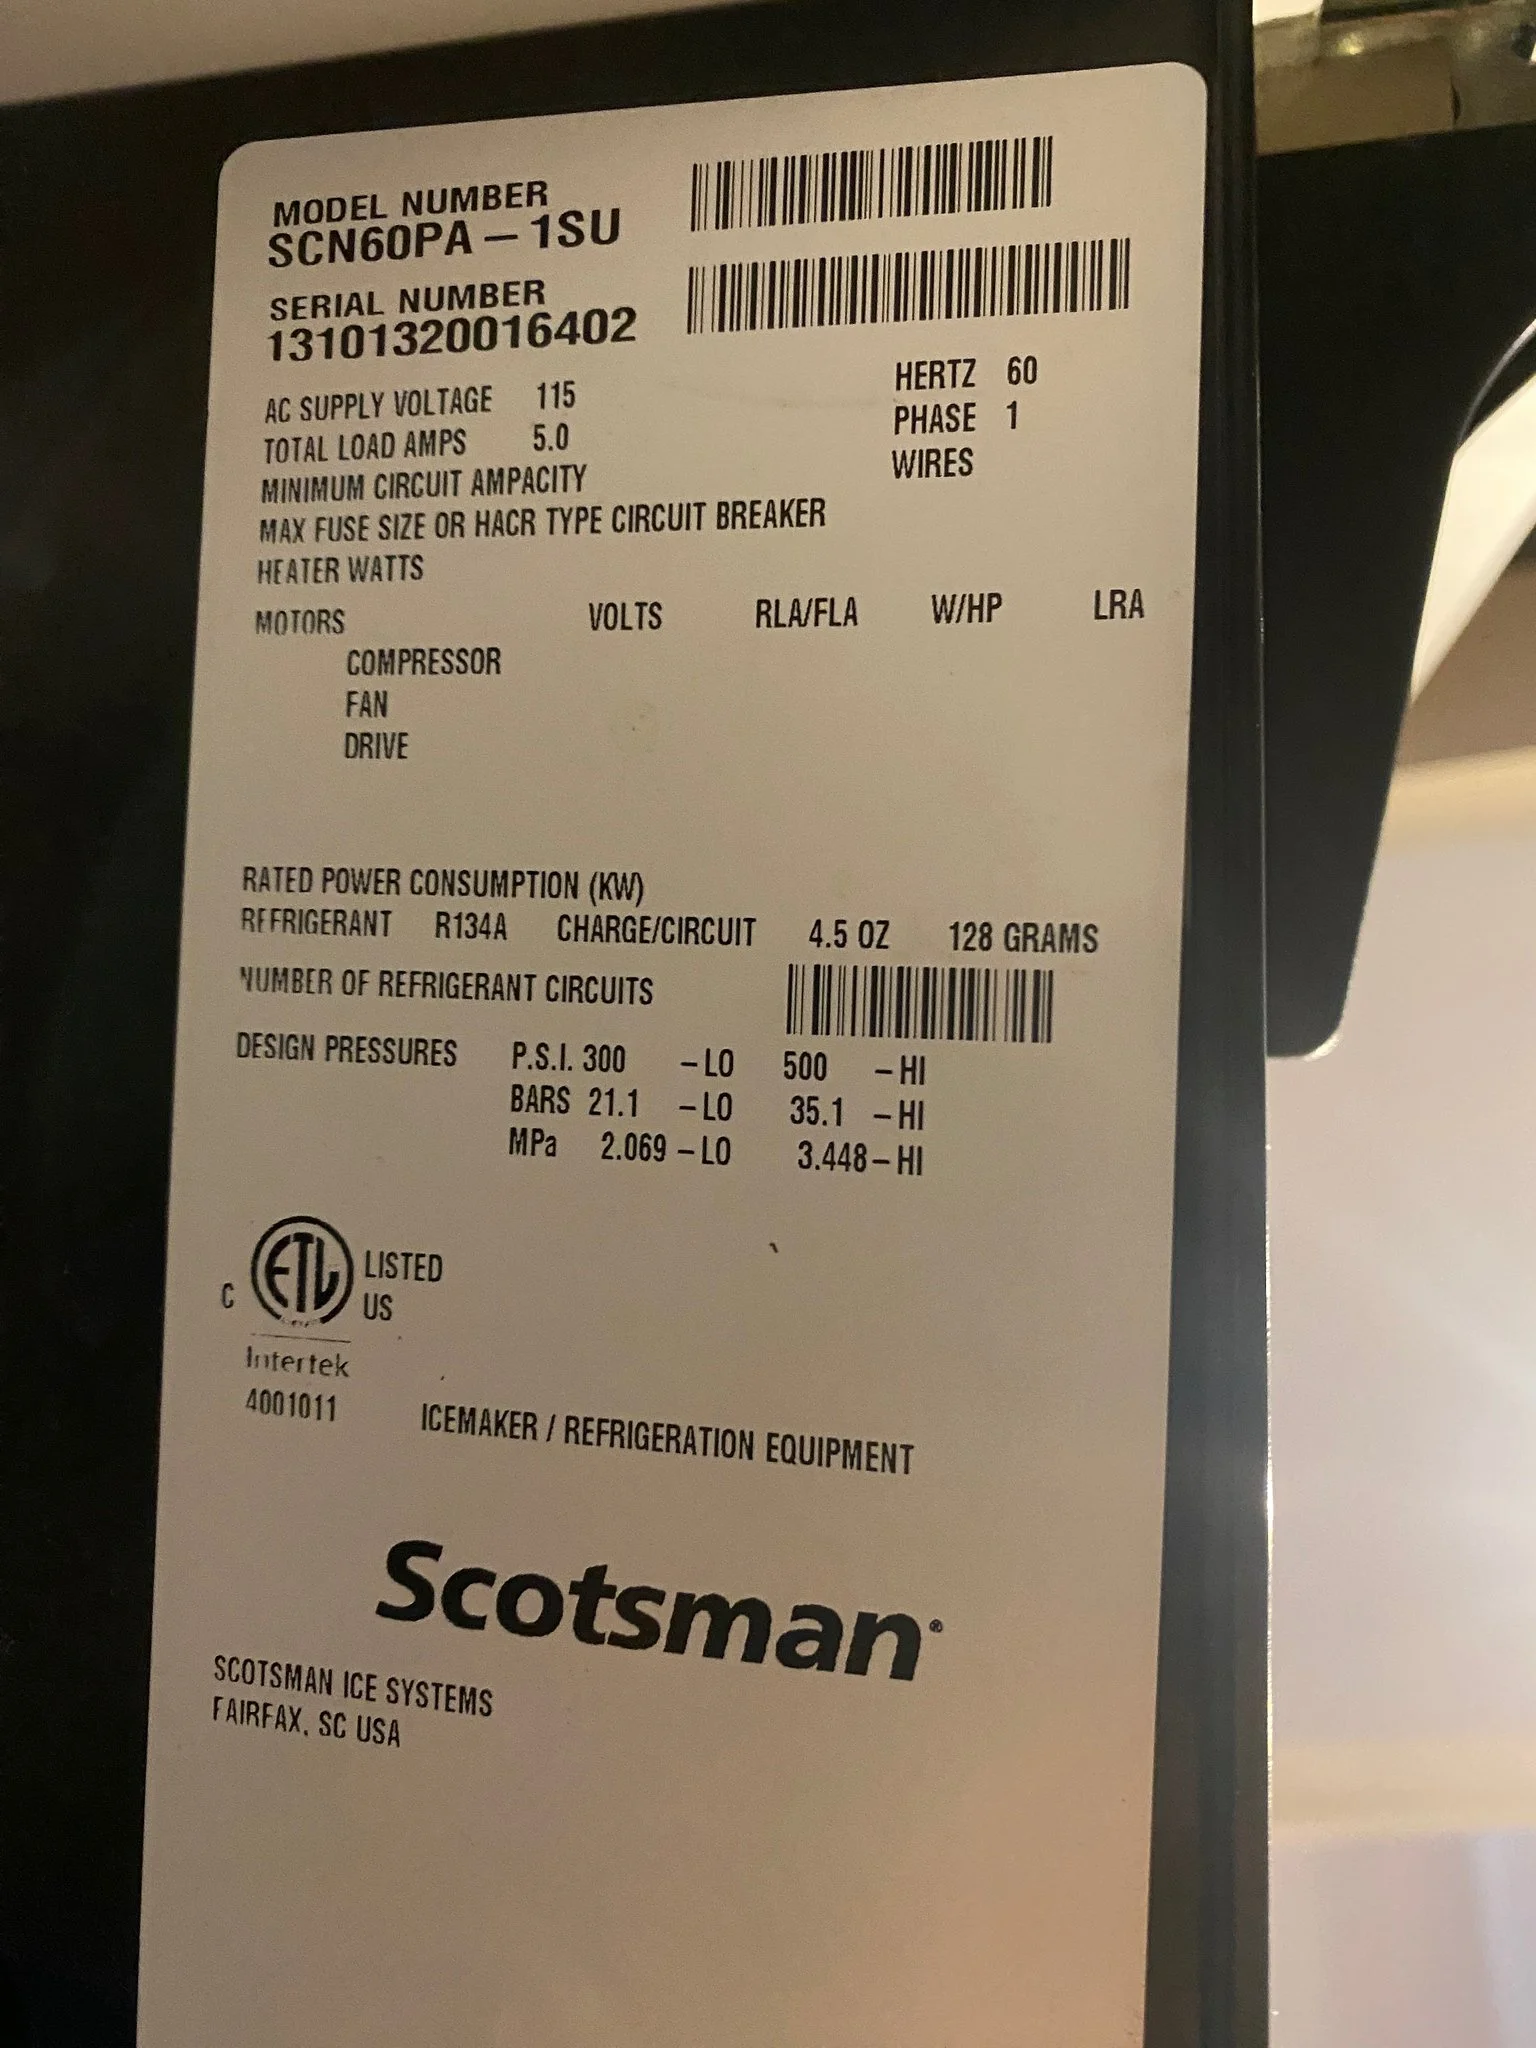 MODEL NUMBER
SCN60PA – 1SU
SERIAL NUMBER
13101320016402
AC SUPPLY VOLTAGE 115 HERTZ 60
TOTAL LOAD AMPS 5.0 PHASE 1
MINIMUM CIRCUIT AMPACITY WIRES
MAX FUSE SIZE OR HACR TYPE CIRCUIT BREAKER
HEATER WATTS
MOTORS VOLTS RLA/FLA W/HP LRA
COMPRESSOR
FAN
DRIVE
RATED POWER CONSUMPTION (KW)
REFRIGERANT R134A CHARGE/CIRCUIT 4.5 OZ 128 GRAMS
NUMBER OF REFRIGERANT CIRCUITS
DESIGN PRESSURES P.S.I. 300 – LO 500 – HI
BARS 21.1 – LO 35.1 – HI
MPa 2.069 – LO 3.448 – HI
C ETL LISTED
US
Intertek
4001011
ICEMAKER / REFRIGERATION EQUIPMENT
Scotsman®
SCOTSMAN ICE SYSTEMS
FAIRFAX, SC USA